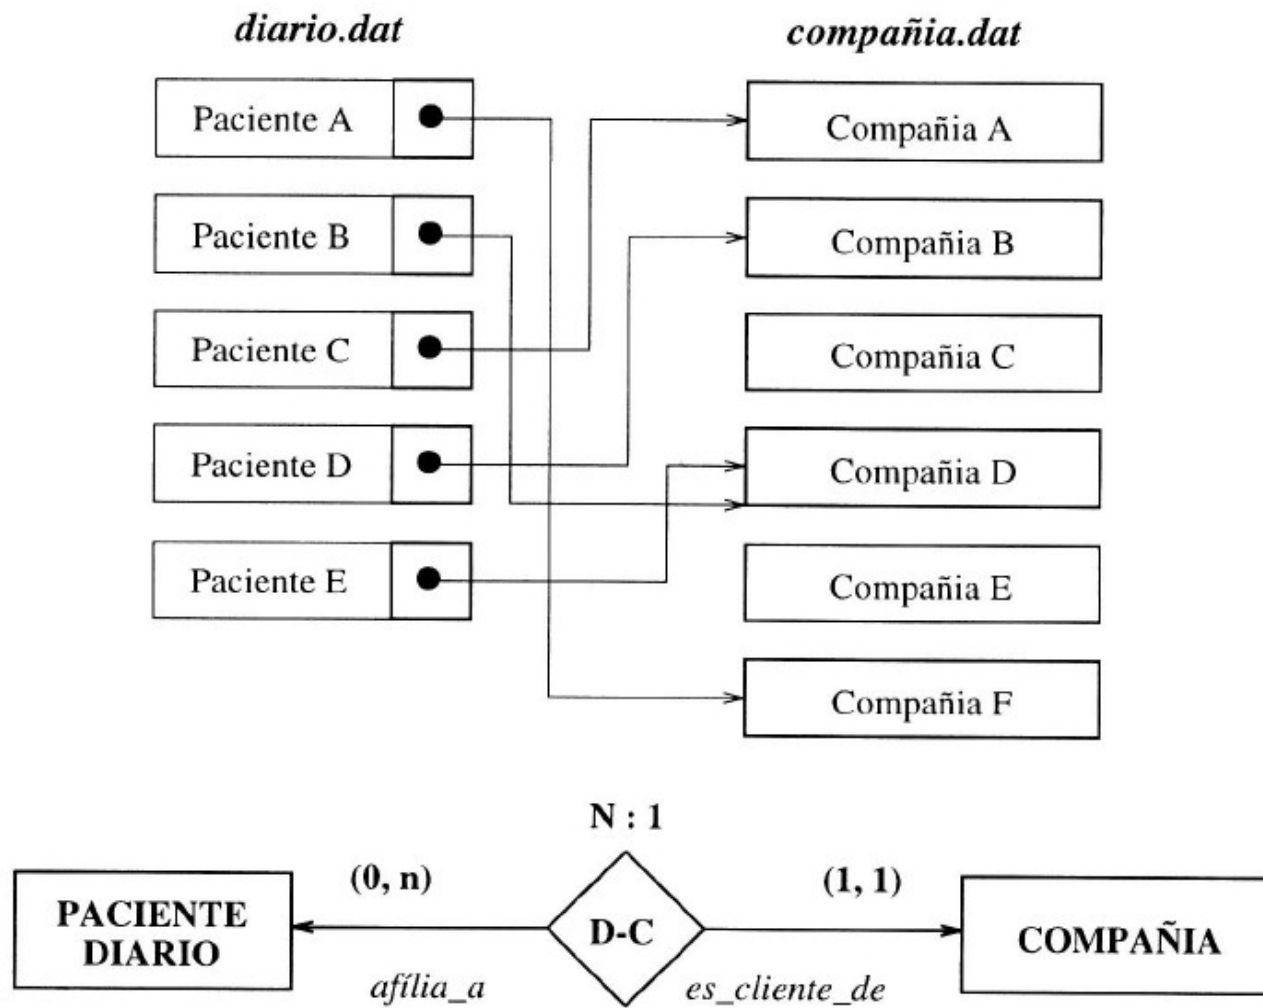 diario.dat
compañia.dat
Paciente A
Compañia A
Paciente B
Compañia B
Paciente C
Compañia C
Paciente D
Compañia D
Paciente E
Compañia E
Compañia F
N : 1
(0, n)
(1, 1)
PACIENTE
DIARIO
D-C
COMPAÑIA
afília_a
es_cliente_de